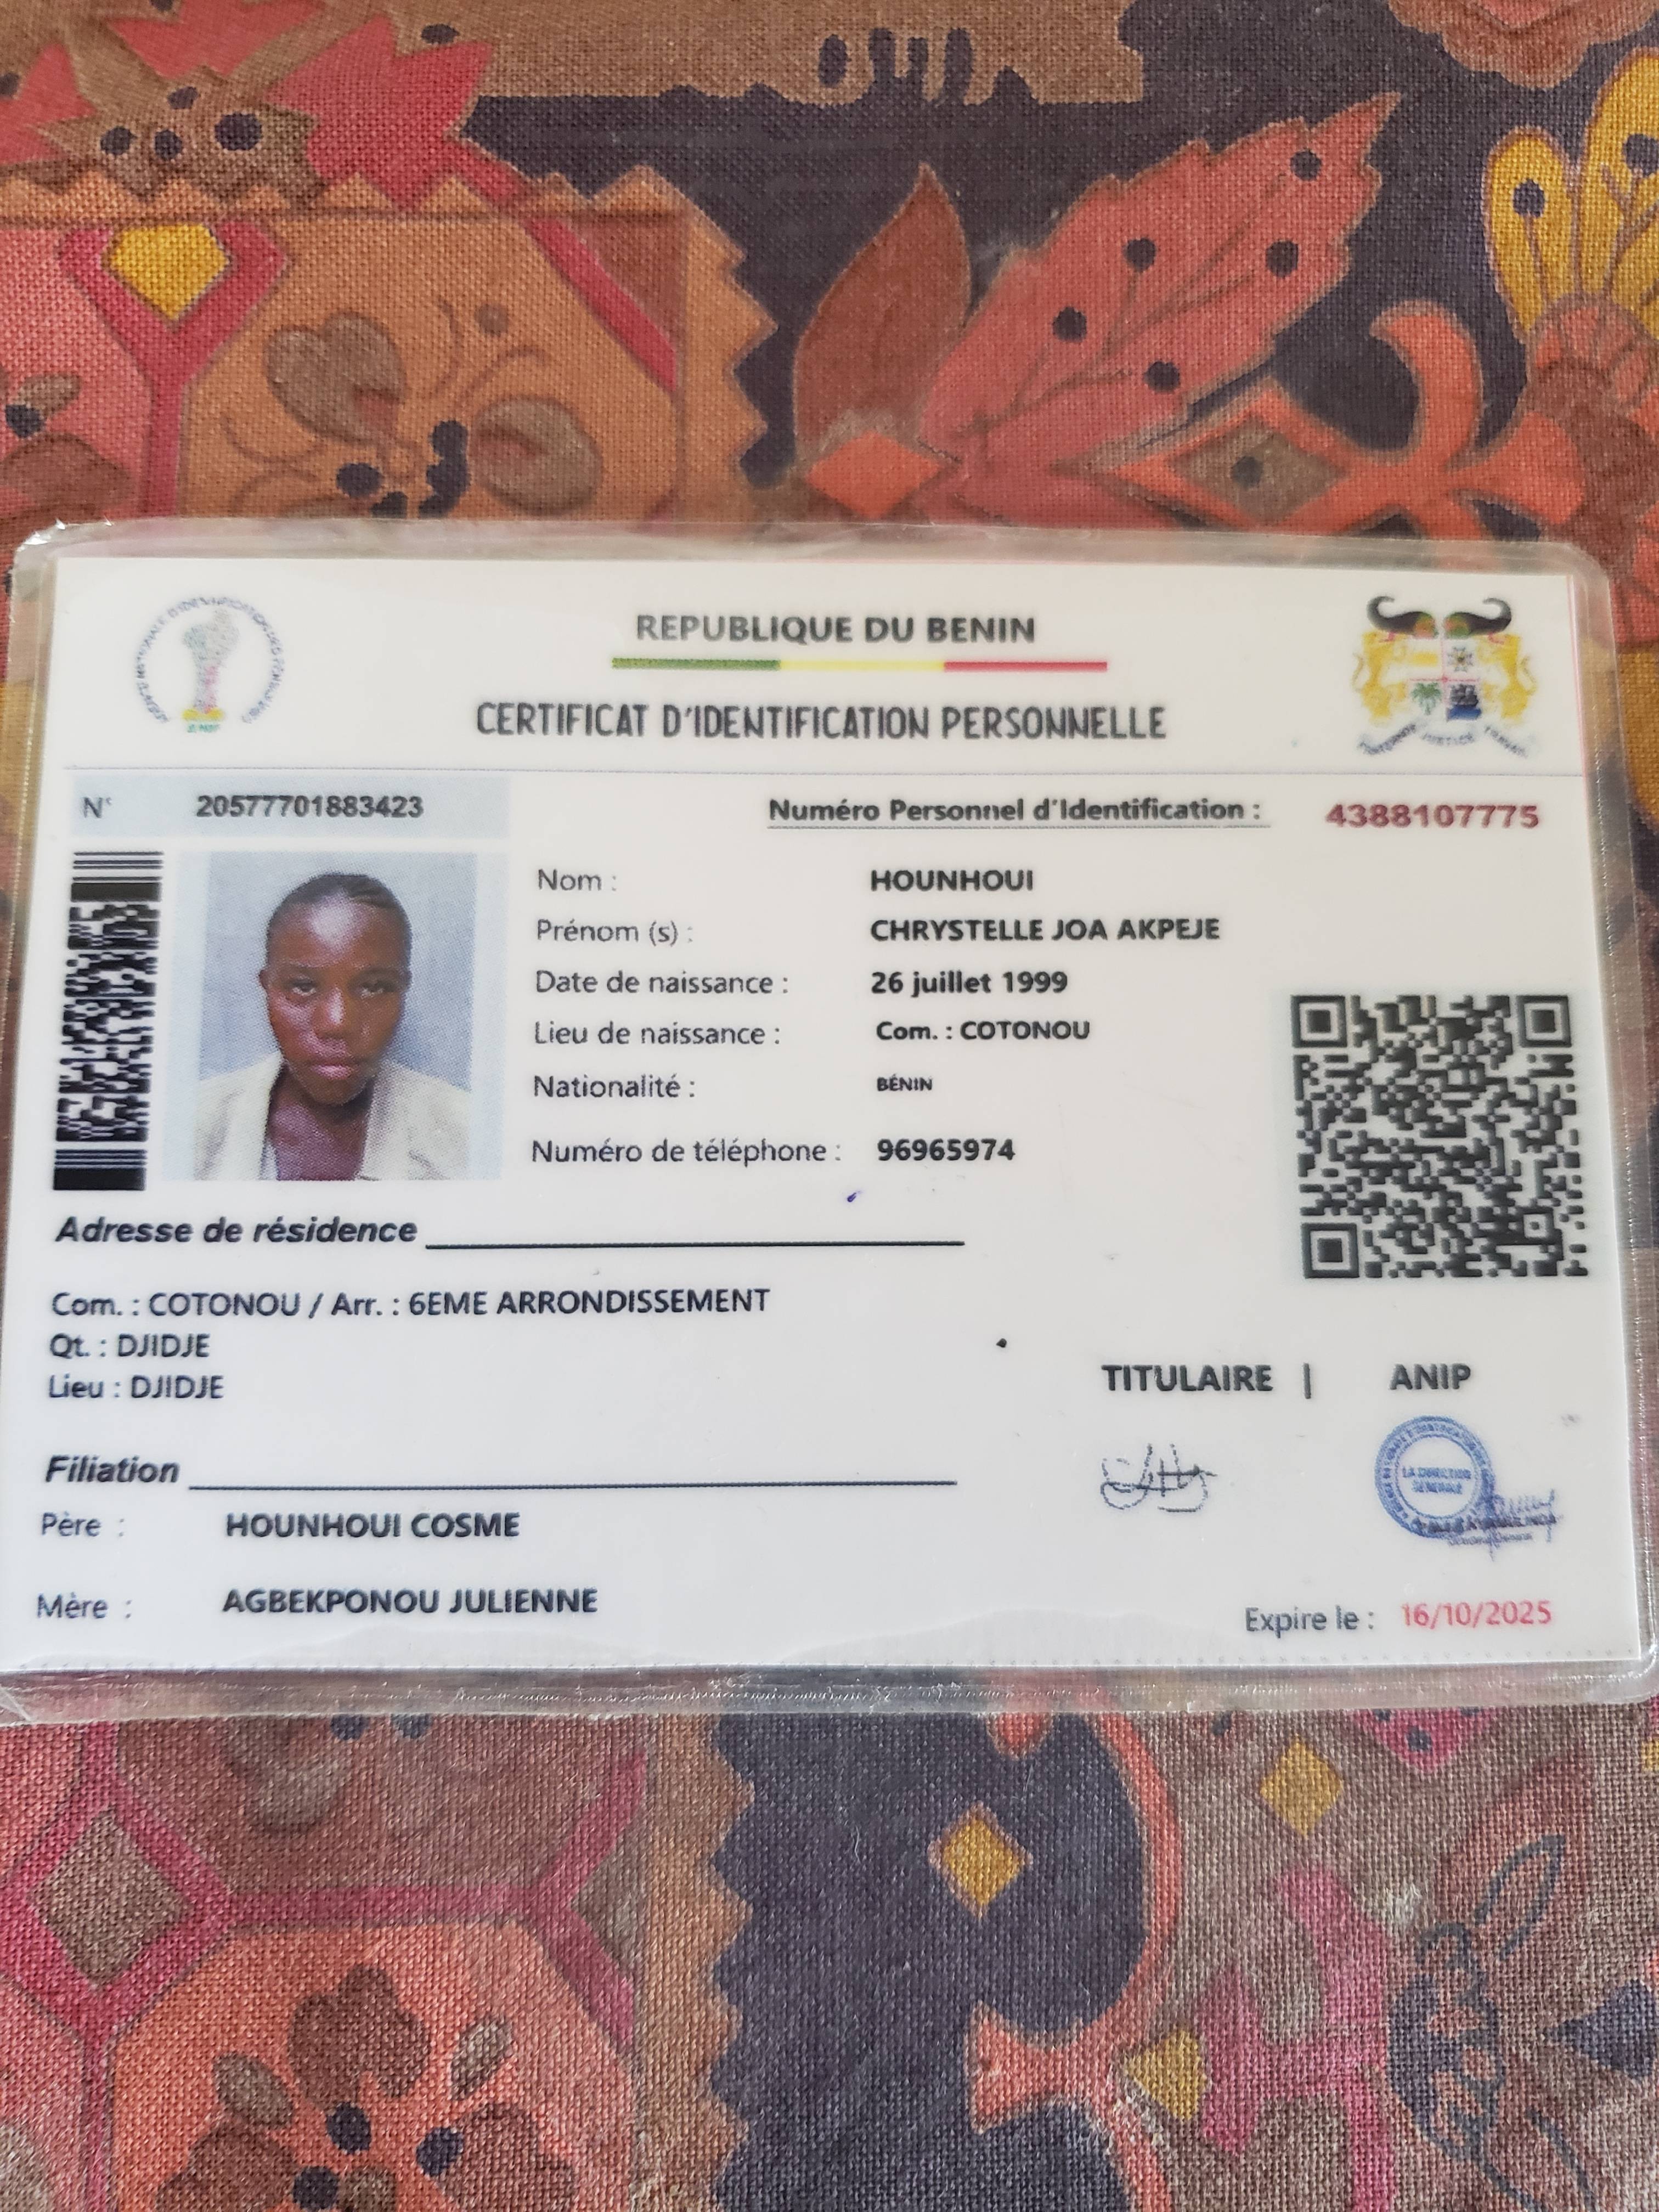 REPUBLIQUE DU BENIN
CERTIFICAT D'IDENTIFICATION PERSONNELLE
N° 20577701883423
Numéro Personnel d'Identification : 4388107775
Nom : HOUNHOUI
Prénom (s) : CHRYSTELLE JOA AKPEJE
Date de naissance : 26 juillet 1999
Lieu de naissance : Com. : COTONOU
Nationalité : BÉNIN
Numéro de téléphone : 96965974
Adresse de résidence
Com. : COTONOU / Arr. : 6EME ARRONDISSEMENT
Qt. : DJIDJE
Lieu : DJIDJE
TITULAIRE | ANIP
LA DIRECTION
GENERALE
Filiation
Père : HOUNHOUI COSME
Mère : AGBEKPONOU JULIENNE
Expire le : 16/10/2025